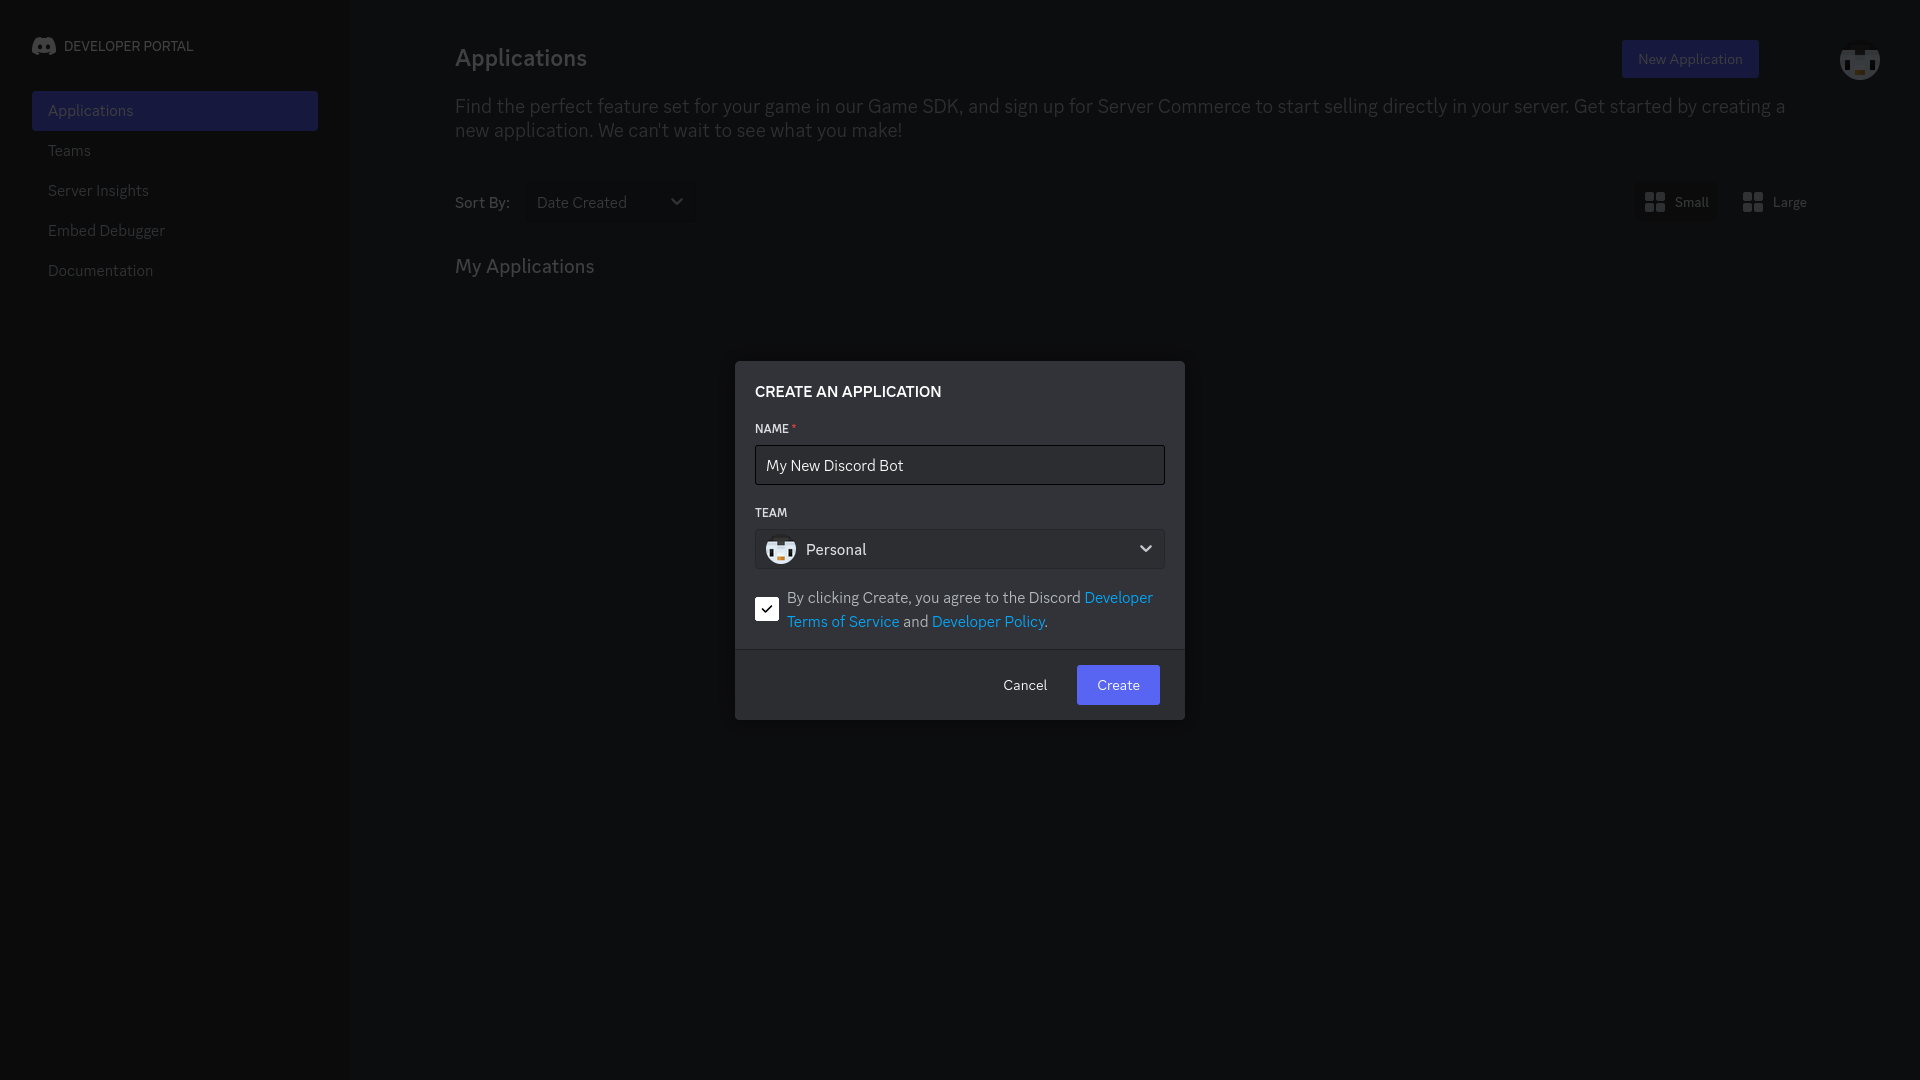 DEVELOPER PORTAL
Applications
Teams
Server Insights
Embed Debugger
Documentation
Applications
New Application
Find the perfect feature set for your game in our Game SDK, and sign up for Server Commerce to start selling directly in your server. Get started by creating a
new application. We can't wait to see what you make!
Sort By: Date Created
Small Large
My Applications
CREATE AN APPLICATION
NAME *
My New Discord Bot
TEAM
Personal
By clicking Create, you agree to the Discord Developer
Terms of Service and Developer Policy.
Cancel Create